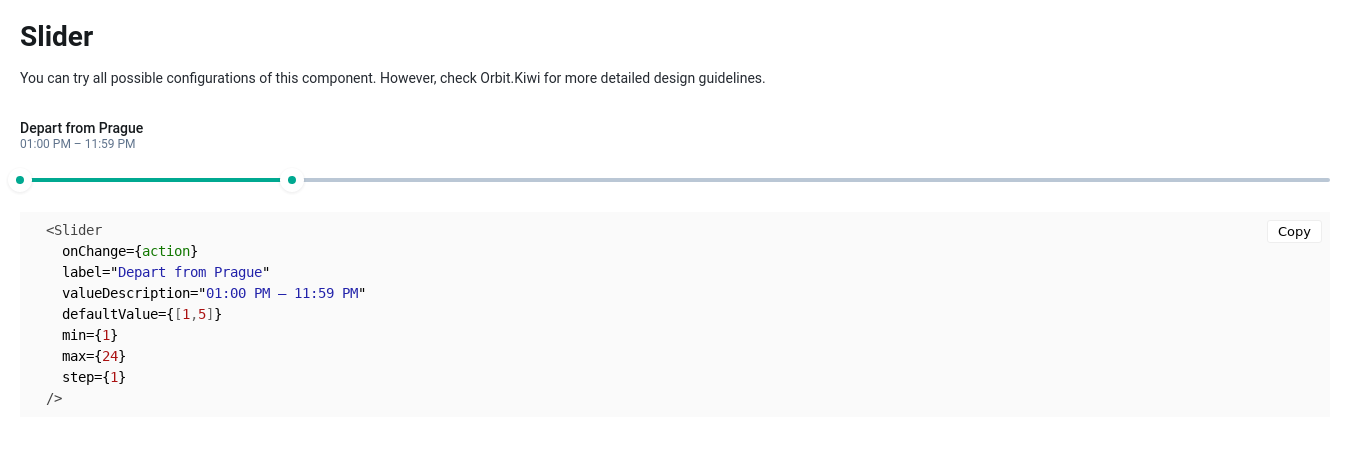 Slider
You can try all possible configurations of this component. However, check Orbit.Kiwi for more detailed design guidelines.
Depart from Prague
01:00 PM – 11:59 PM
<Slider
Copy
onChange={action}
label="Depart from Prague"
valueDescription="01:00 PM – 11:59 PM"
defaultValue={[1,5]}
min={1}
max={24}
step={1}
/>